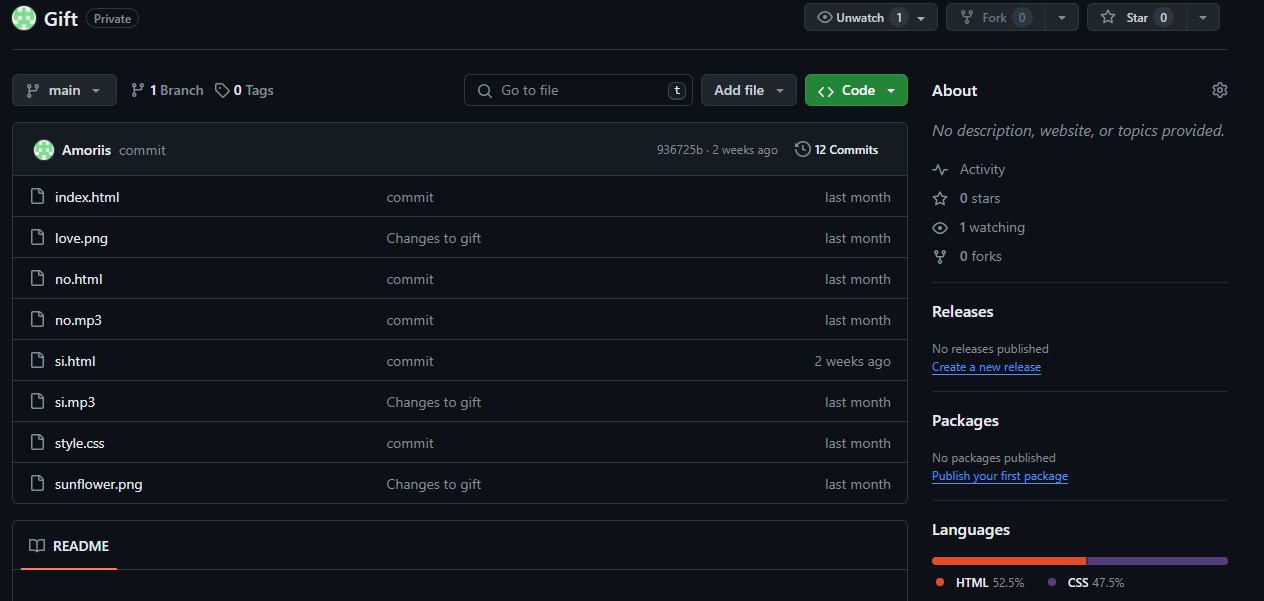 Gift Private Unwatch 1 Fork 0 Star 0
main 1 Branch 0 Tags Go to file t Add file Code
Amoriis commit 936725b · 2 weeks ago 12 Commits
index.html commit last month
love.png Changes to gift last month
no.html commit last month
no.mp3 commit last month
si.html commit 2 weeks ago
si.mp3 Changes to gift last month
style.css commit last month
sunflower.png Changes to gift last month
README
About
No description, website, or topics provided.
Activity
0 stars
1 watching
0 forks
Releases
No releases published
Create a new release
Packages
No packages published
Publish your first package
Languages
HTML 52.5% CSS 47.5%